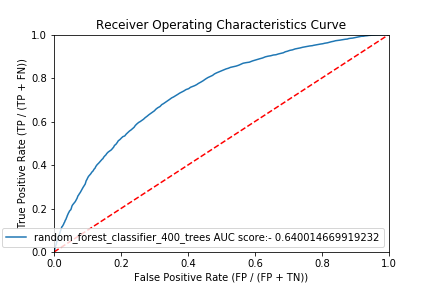 Receiver Operating Characteristics Curve
True Positive Rate (TP / (TP + FN))
1.0
0.8
0.6
0.4
0.2
0.0
random_forest_classifier_400_trees AUC score:- 0.640014669919232
0.0 0.2 0.4 0.6 0.8 1.0
False Positive Rate (FP / (FP + TN))